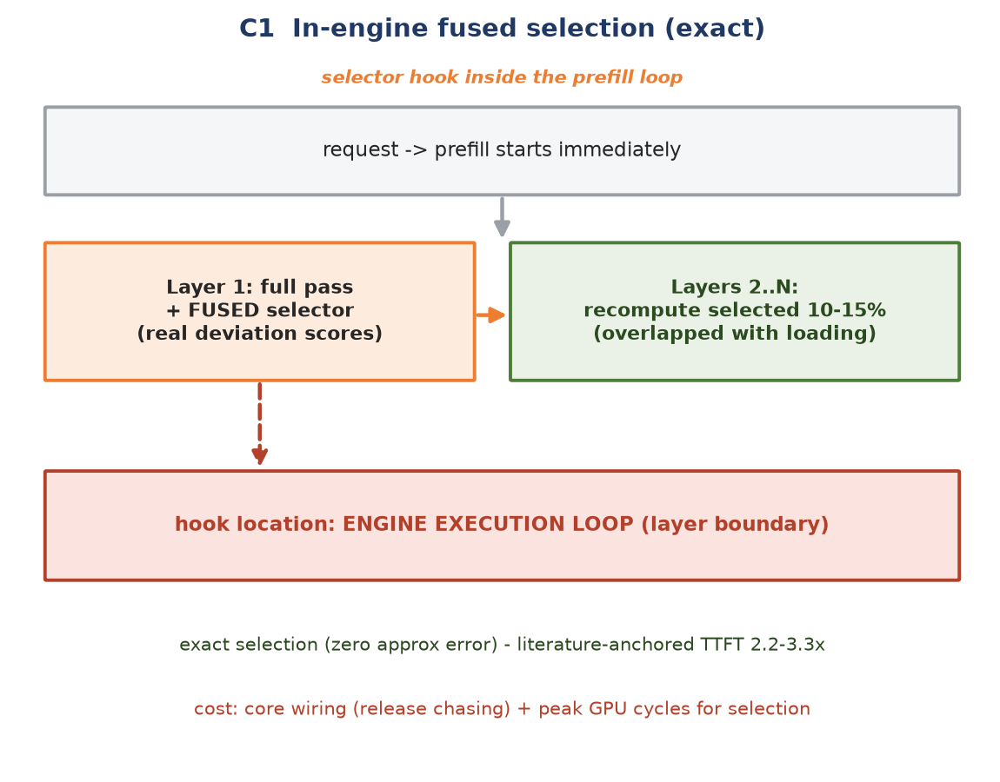 C1  In-engine fused selection (exact)
selector hook inside the prefill loop
request -> prefill starts immediately
Layer 1: full pass
+ FUSED selector
(real deviation scores)
Layers 2..N:
recompute selected 10-15%
(overlapped with loading)
hook location: ENGINE EXECUTION LOOP (layer boundary)
exact selection (zero approx error) - literature-anchored TTFT 2.2-3.3x
cost: core wiring (release chasing) + peak GPU cycles for selection